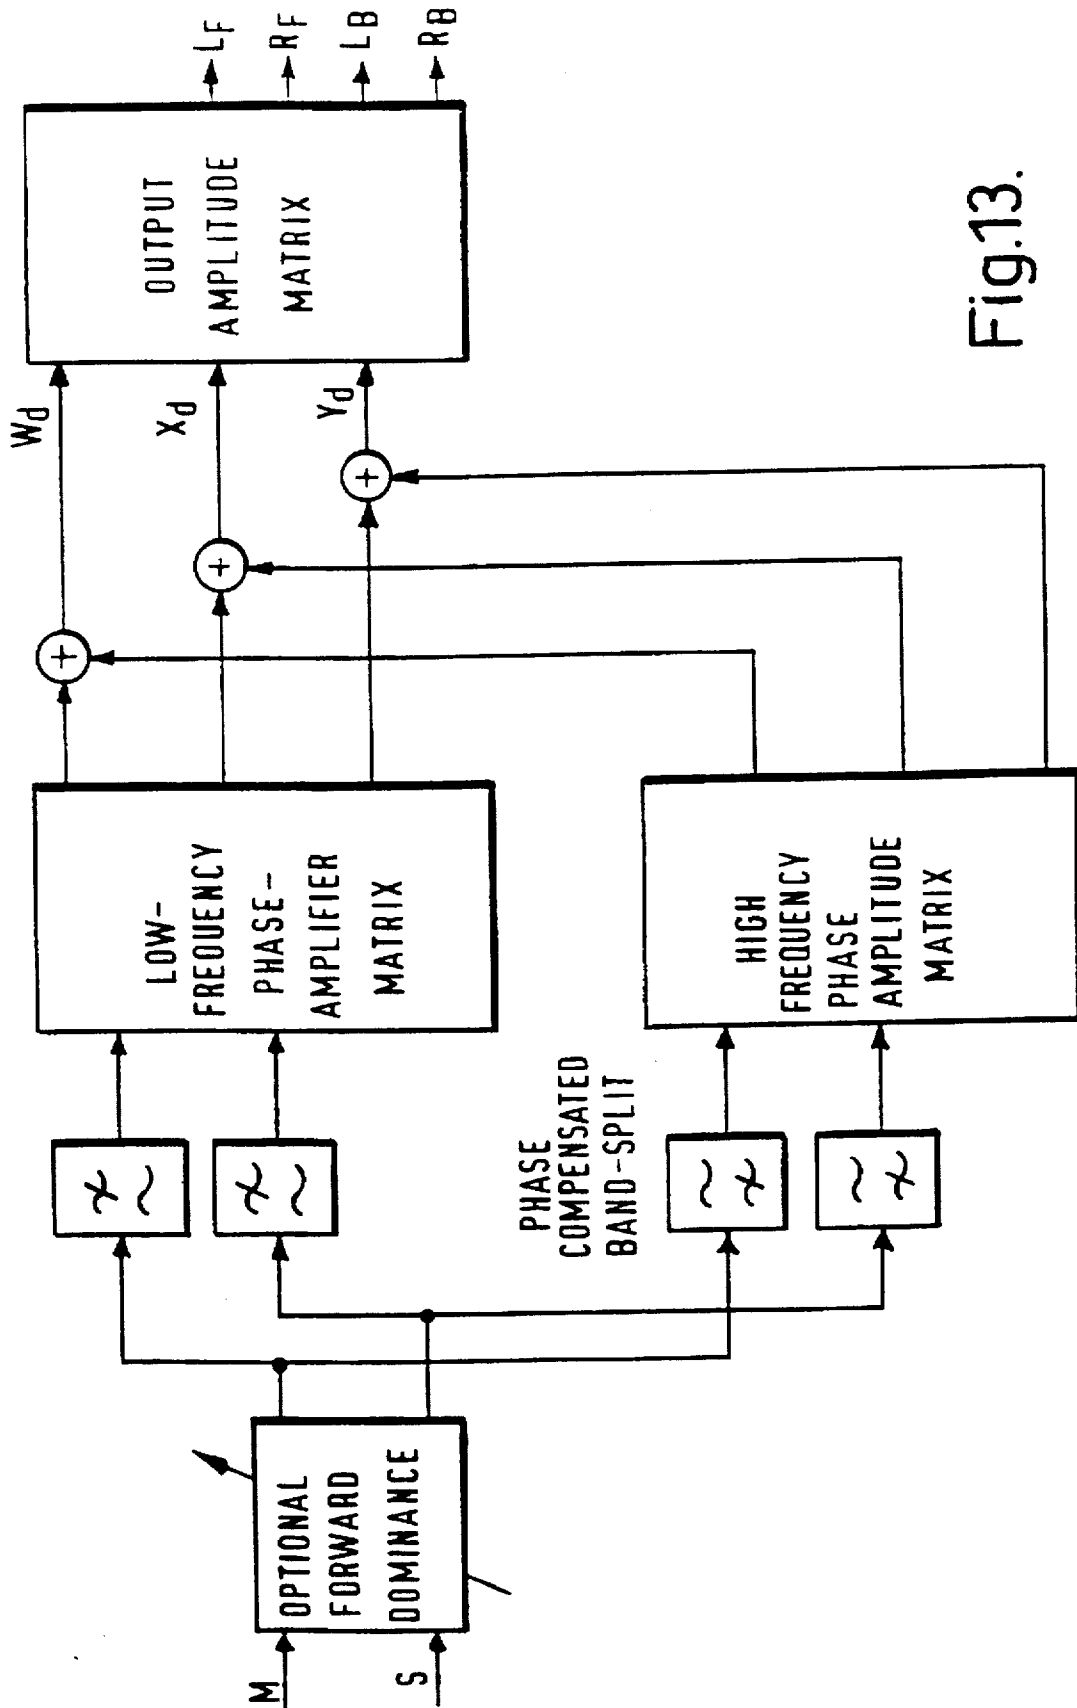 M
S
OPTIONAL
FORWARD
DOMINANCE
PHASE
COMPENSATED
BAND-SPLIT
LOW-
FREQUENCY
PHASE-
AMPLIFIER
MATRIX
HIGH
FREQUENCY
PHASE
AMPLITUDE
MATRIX
+
+
+
Wd
Xd
Yd
OUTPUT
AMPLITUDE
MATRIX
LF
RF
LB
RB
Fig.13.